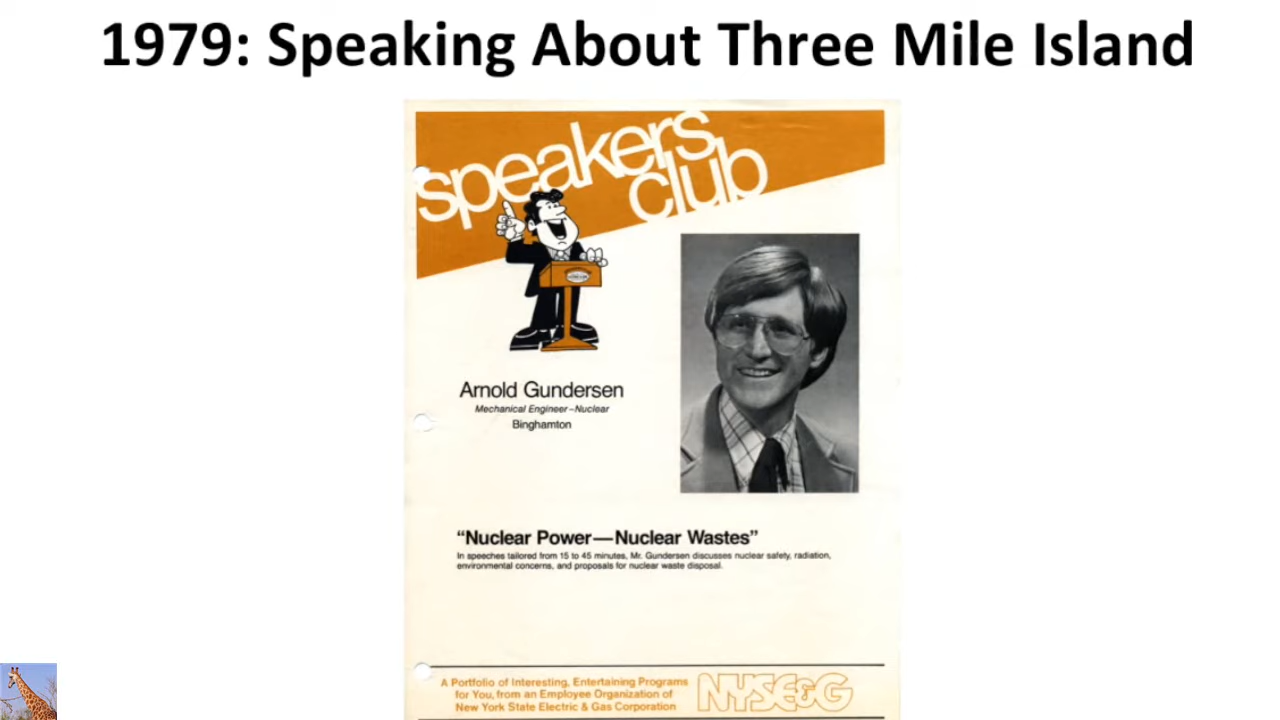 1979: Speaking About Three Mile Island
speakers
club
Arnold Gundersen
Mechanical Engineer–Nuclear
Binghamton
“Nuclear Power—Nuclear Wastes”
In speeches tailored from 15 to 45 minutes, Mr. Gundersen discusses nuclear safety, radiation,
environmental concerns, and proposals for nuclear waste disposal.
A Portfolio of Interesting, Entertaining Programs
for You, from an Employee Organization of
New York State Electric & Gas Corporation
NYSE&G